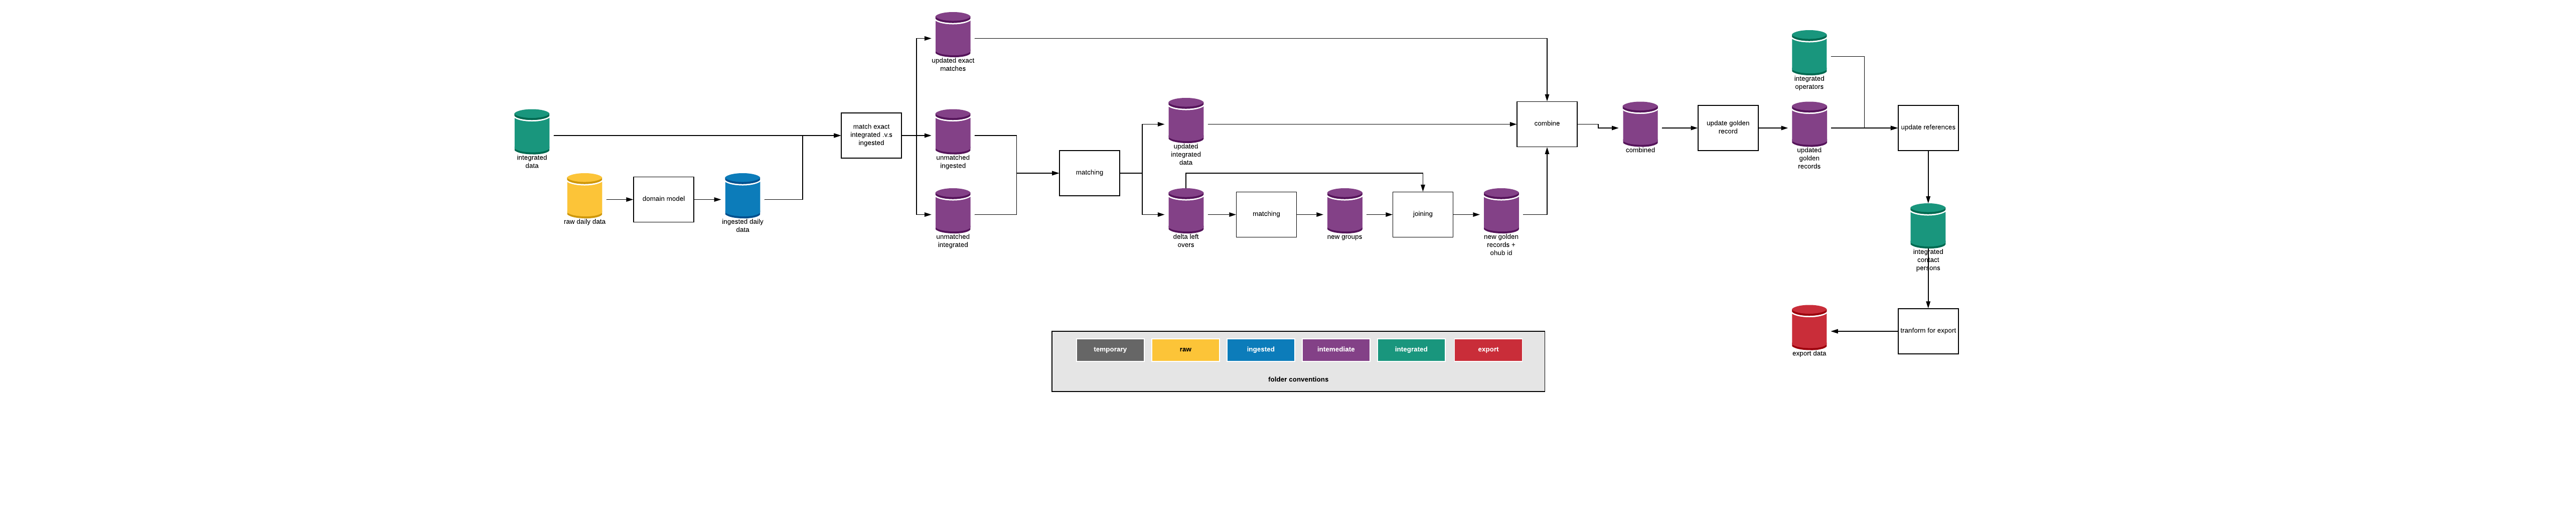 updated exact
matches
integrated
operators
integrated
data
match exact
integrated .v.s
ingested
unmatched
ingested
updated
integrated
data
combine
combined
update golden
record
updated
golden
records
update references
raw daily data
domain model
ingested daily
data
unmatched
integrated
matching
delta left
overs
matching
new groups
joining
new golden
records +
ohub id
integrated
contact
persons
tranform for export
export data
temporary
raw
ingested
intemediate
integrated
export
folder conventions